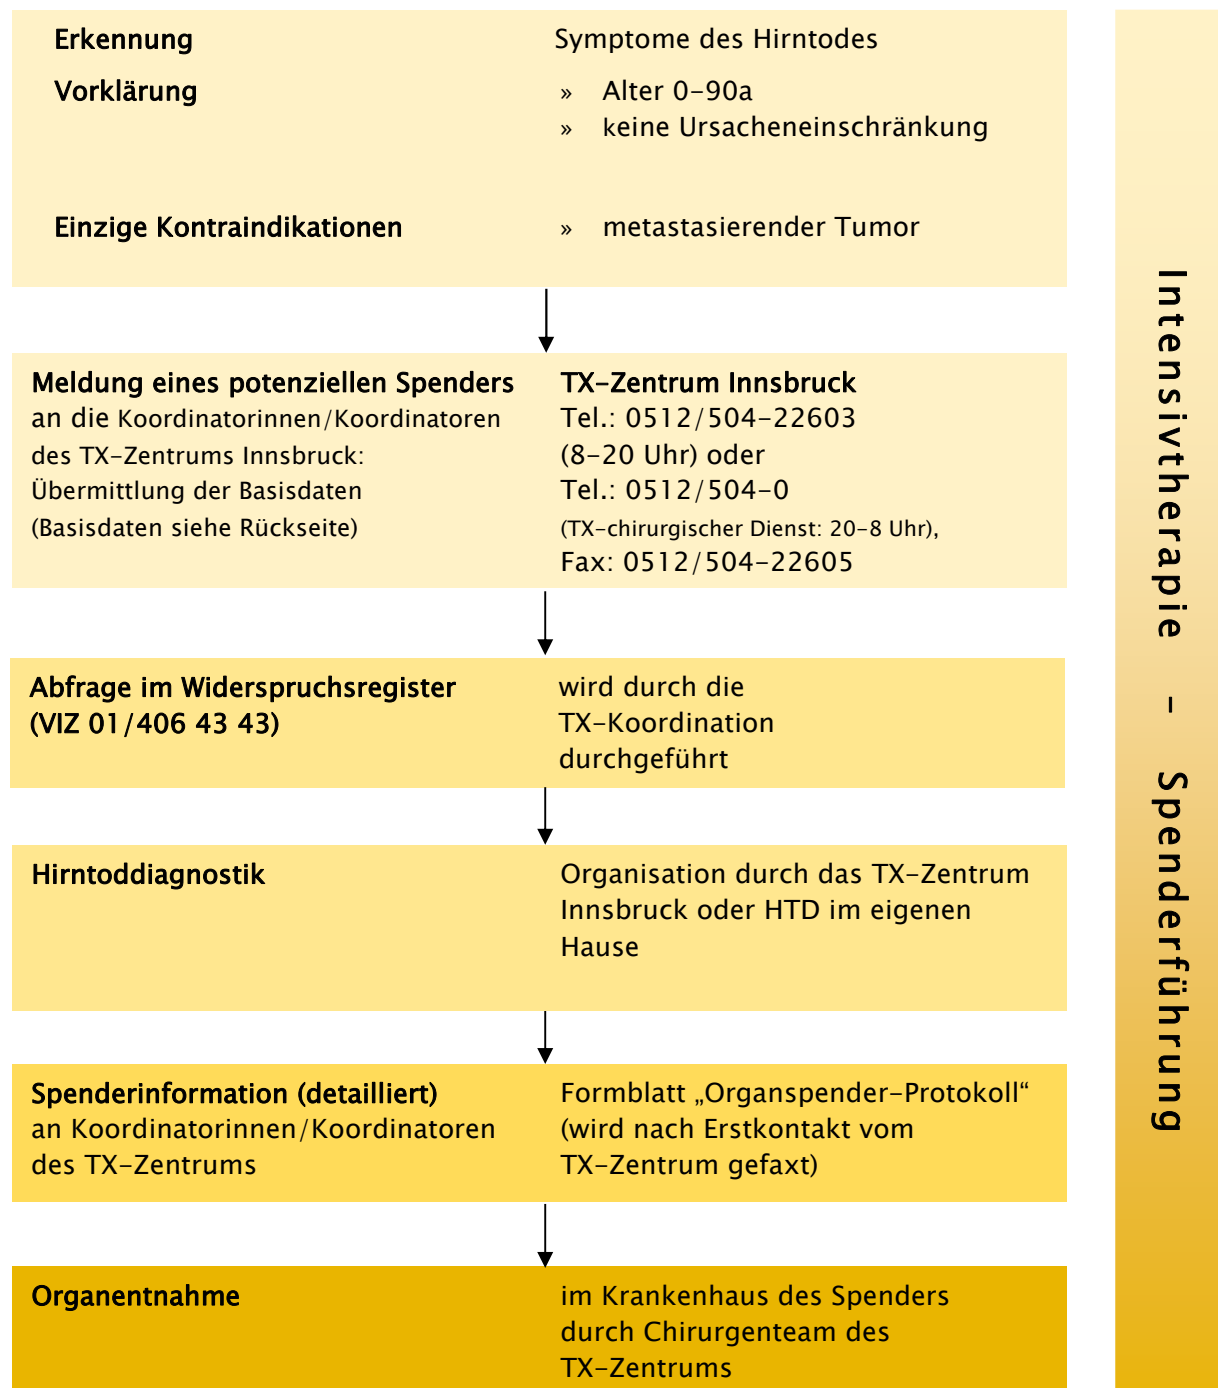 Erkennung
Symptome des Hirntodes
Vorklärung
» Alter 0-90a
» keine Ursacheneinschränkung
Einzige Kontraindikationen
» metastasierender Tumor
Meldung eines potenziellen Spenders
an die Koordinatorinnen/Koordinatoren
des TX-Zentrums Innsbruck:
Übermittlung der Basisdaten
(Basisdaten siehe Rückseite)
TX-Zentrum Innsbruck
Tel.: 0512/504-22603
(8-20 Uhr) oder
Tel.: 0512/504-0
(TX-chirurgischer Dienst: 20-8 Uhr),
Fax: 0512/504-22605
Abfrage im Widerspruchsregister
(VIZ 01/406 43 43)
wird durch die
TX-Koordination
durchgeführt
Hirntoddiagnostik
Organisation durch das TX-Zentrum
Innsbruck oder HTD im eigenen
Hause
Spenderinformation (detailliert)
an Koordinatorinnen/Koordinatoren
des TX-Zentrums
Formblatt „Organspender-Protokoll“
(wird nach Erstkontakt vom
TX-Zentrum gefaxt)
Organentnahme
im Krankenhaus des Spenders
durch Chirurgenteam des
TX-Zentrums
Intensivtherapie - Spenderführung